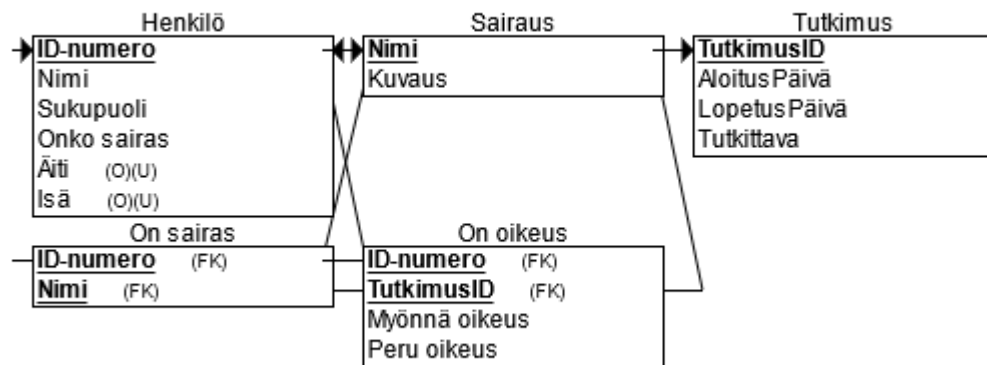 Henkilö
ID-numero
Nimi
Sukupuoli
Onko sairas
Äiti (O)(U)
Isä (O)(U)
Sairaus
Nimi
Kuvaus
Tutkimus
TutkimusID
AloitusPäivä
LopetusPäivä
Tutkittava
On sairas
ID-numero (FK)
Nimi (FK)
On oikeus
ID-numero (FK)
TutkimusID (FK)
Myönnä oikeus
Peru oikeus